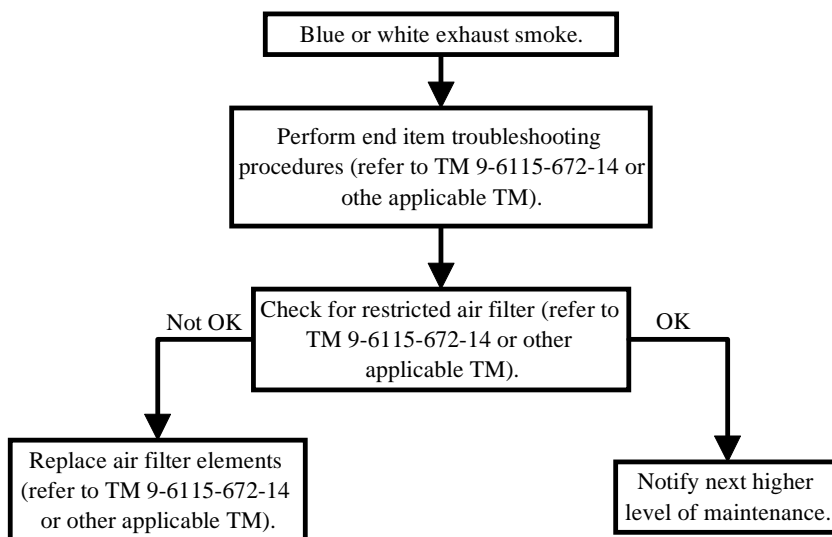 Blue or white exhaust smoke.
Perform end item troubleshooting
procedures (refer to TM 9-6115-672-14 or
othe applicable TM).
Check for restricted air filter (refer to
TM 9-6115-672-14 or other
applicable TM).
Not OK
OK
Replace air filter elements
(refer to TM 9-6115-672-14
or other applicable TM).
Notify next higher
level of maintenance.